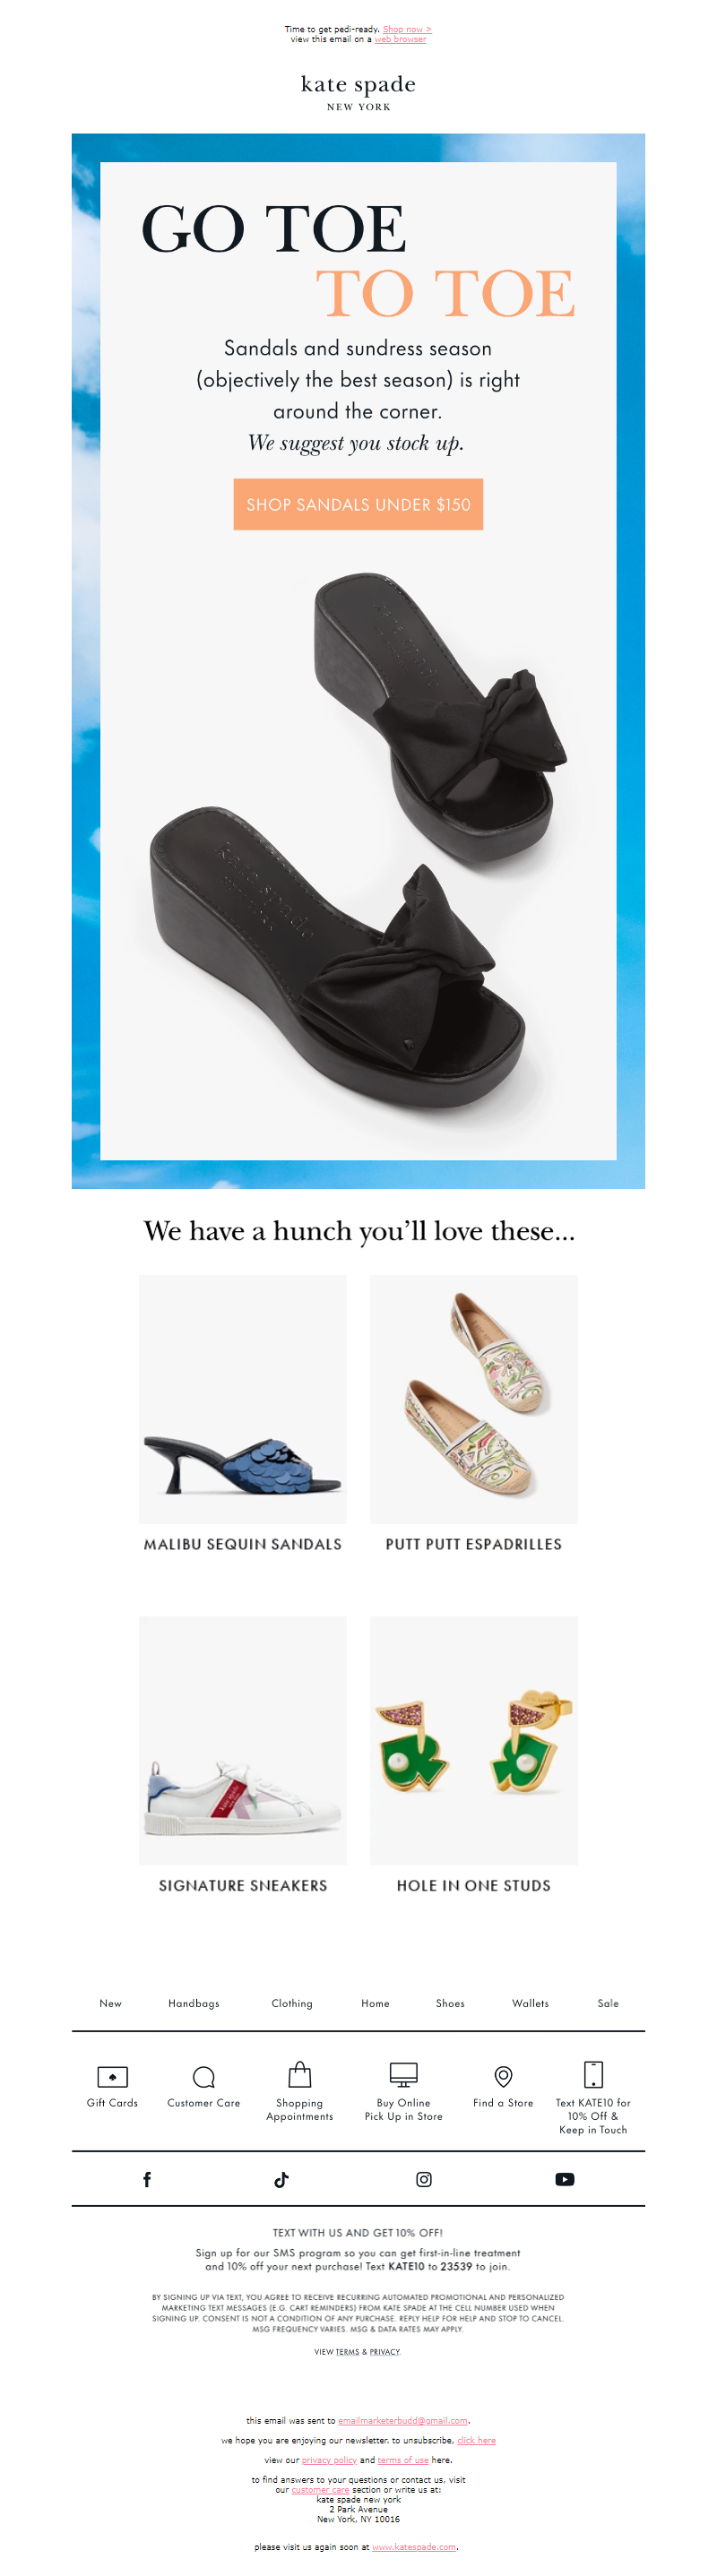 Time to get pedi-ready. Shop now >
view this email on a web browser
kate spade
NEW YORK
GO TOE
TO TOE
Sandals and sundress season
(objectively the best season) is right
around the corner.
We suggest you stock up.
SHOP SANDALS UNDER $150
kate spade
We have a hunch you'll love these...
MALIBU SEQUIN SANDALS
PUTT PUTT ESPADRILLES
kate spade
SIGNATURE SNEAKERS
HOLE IN ONE STUDS
New Handbags Clothing Home Shoes Wallets Sale
Gift Cards
Customer Care
Shopping
Appointments
Buy Online
Pick Up in Store
Find a Store
Text KATE10 for
10% Off &
Keep in Touch
TEXT WITH US AND GET 10% OFF!
Sign up for our SMS program so you can get first-in-line treatment
and 10% off your next purchase! Text KATE10 to 23539 to join.
BY SIGNING UP VIA TEXT, YOU AGREE TO RECEIVE RECURRING AUTOMATED PROMOTIONAL AND PERSONALIZED
MARKETING TEXT MESSAGES (E.G. CART REMINDERS) FROM KATE SPADE AT THE CELL NUMBER USED WHEN
SIGNING UP. CONSENT IS NOT A CONDITION OF ANY PURCHASE. REPLY HELP FOR HELP AND STOP TO CANCEL.
MSG FREQUENCY VARIES. MSG & DATA RATES MAY APPLY.
VIEW TERMS & PRIVACY.
this email was sent to emailmarketerbudd@gmail.com.
we hope you are enjoying our newsletter. to unsubscribe, click here
view our privacy policy and terms of use here.
to find answers to your questions or contact us, visit
our customer care section or write us at:
kate spade new york
2 Park Avenue
New York, NY 10016
please visit us again soon at www.katespade.com.